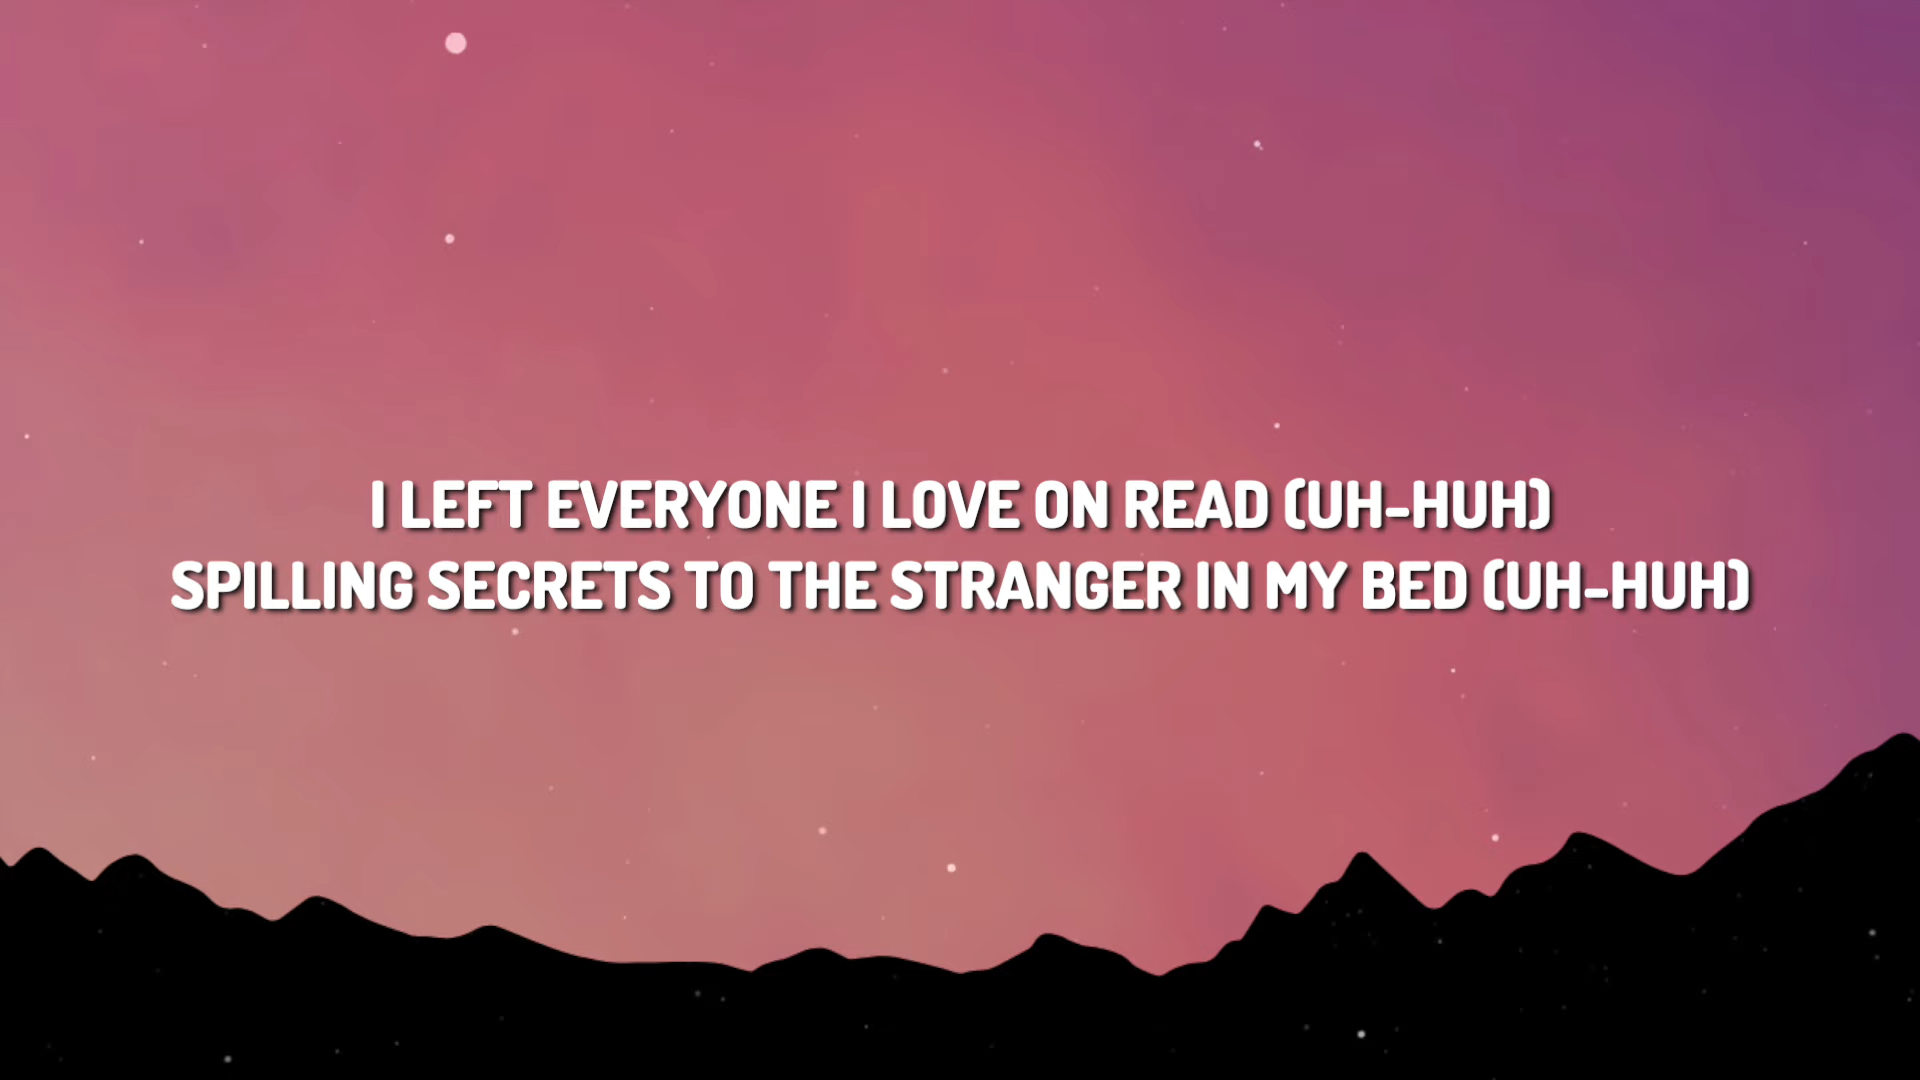 I LEFT EVERYONE I LOVE ON READ (UH-HUH)
SPILLING SECRETS TO THE STRANGER IN MY BED (UH-HUH)